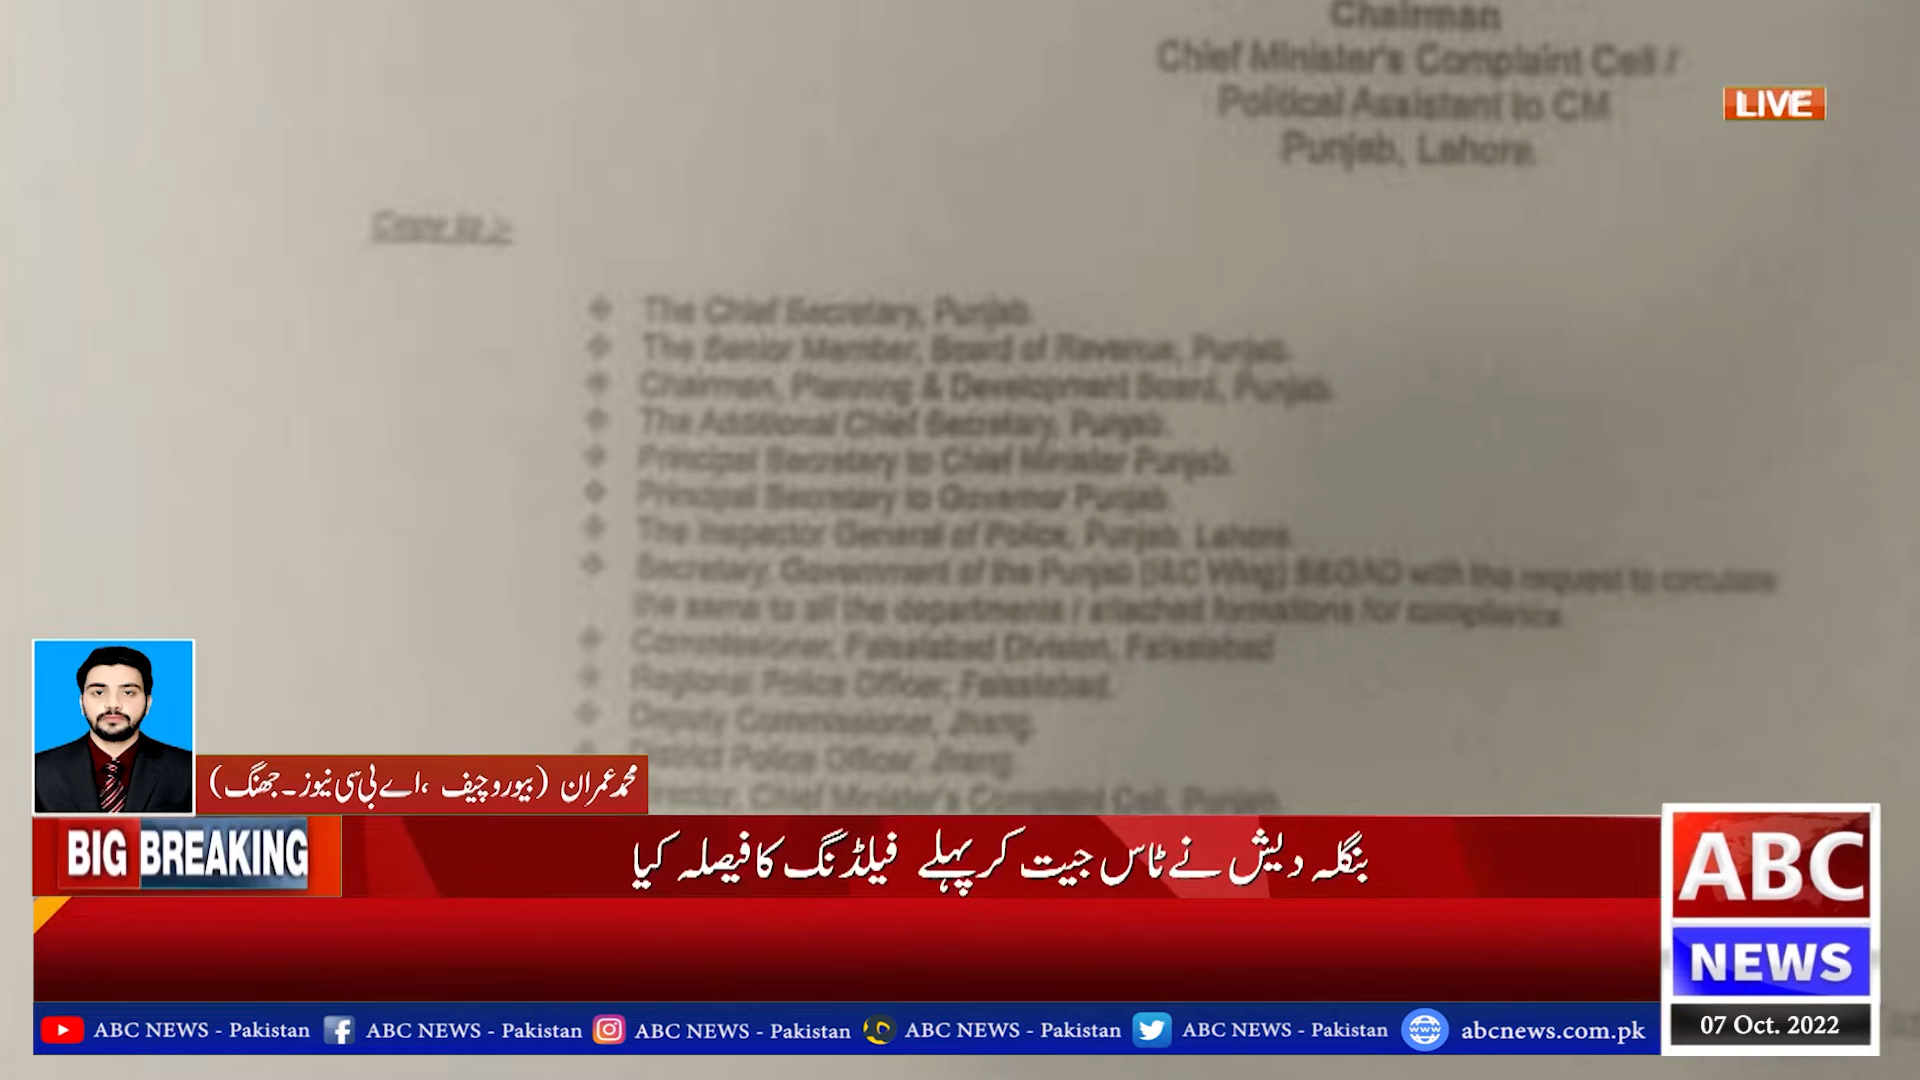 Chairman
Chief Minister's Complaint Cell /
Political Assistant to CM
Punjab, Lahore
LIVE
Copy to :-
The Chief Secretary, Punjab.
The Senior Member, Board of Revenue, Punjab.
Chairman, Planning & Development Board, Punjab.
The Additional Chief Secretary, Punjab.
Principal Secretary to Chief Minister Punjab.
Principal Secretary to Governor Punjab.
The Inspector General of Police, Punjab, Lahore.
Secretary, Government of the Punjab (I&C Wing) S&GAD with the request to circulate
the same to all the departments / attached formations for compliance.
Commissioner, Faisalabad Division, Faisalabad
Regional Police Officer, Faisalabad.
Deputy Commissioner, Jhang.
District Police Officer, Jhang.
Director, Chief Minister's Complaint Cell, Punjab.
محمد عمران (بیورو چیف ،اے بی سی نیوز۔جھنگ)
BIG BREAKING
بنگلہ دیش نے ٹاس جیت کر پہلے فیلڈنگ کا فیصلہ کیا
ABC
NEWS
07 Oct. 2022
ABC NEWS - Pakistan
ABC NEWS - Pakistan
ABC NEWS - Pakistan
ABC NEWS - Pakistan
ABC NEWS - Pakistan
abcnews.com.pk